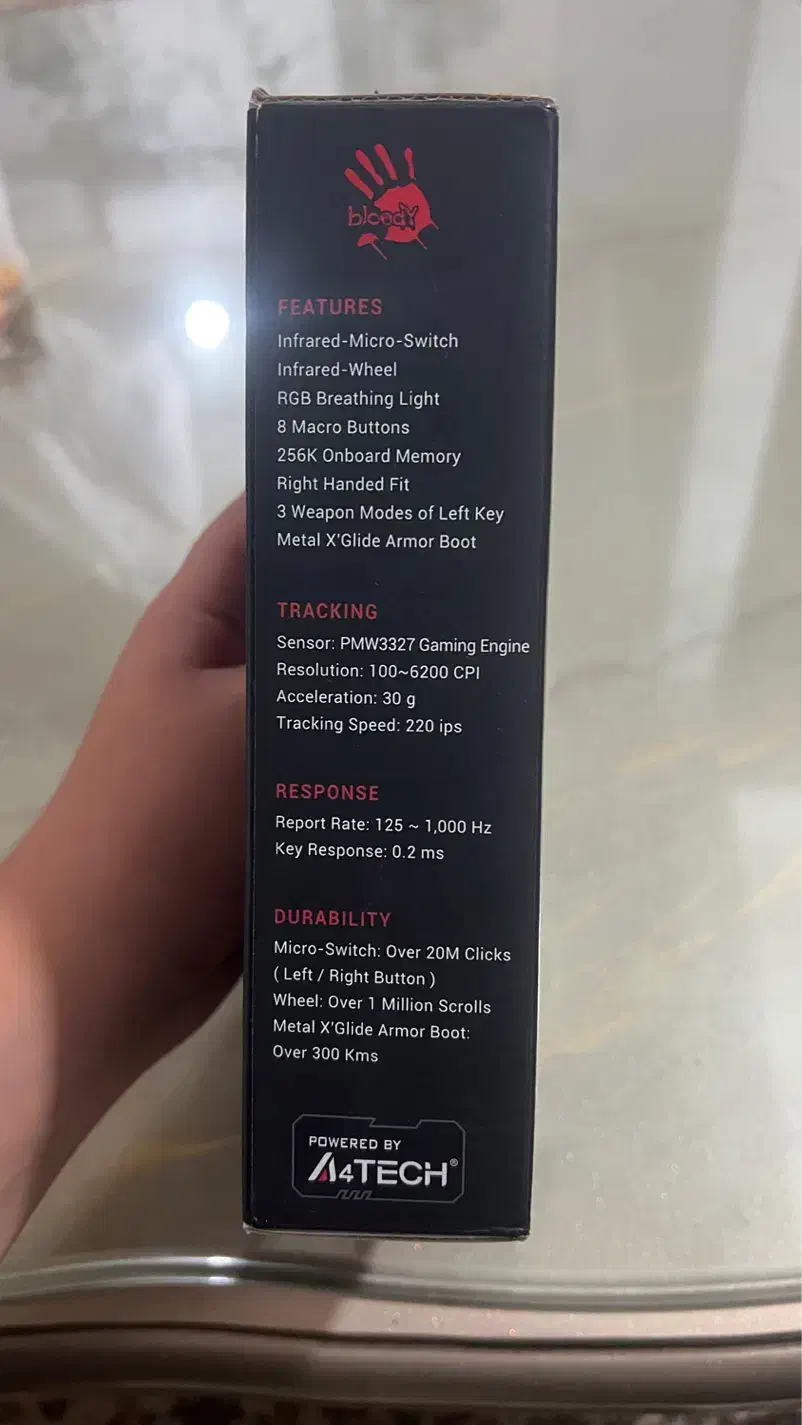 bloody
FEATURES
Infrared-Micro-Switch
Infrared-Wheel
RGB Breathing Light
8 Macro Buttons
256K Onboard Memory
Right Handed Fit
3 Weapon Modes of Left Key
Metal X'Glide Armor Boot
TRACKING
Sensor: PMW3327 Gaming Engine
Resolution: 100~6200 CPI
Acceleration: 30 g
Tracking Speed: 220 ips
RESPONSE
Report Rate: 125 ~ 1,000 Hz
Key Response: 0.2 ms
DURABILITY
Micro-Switch: Over 20M Clicks
( Left / Right Button )
Wheel: Over 1 Million Scrolls
Metal X'Glide Armor Boot:
Over 300 Kms
POWERED BY
A4TECH®